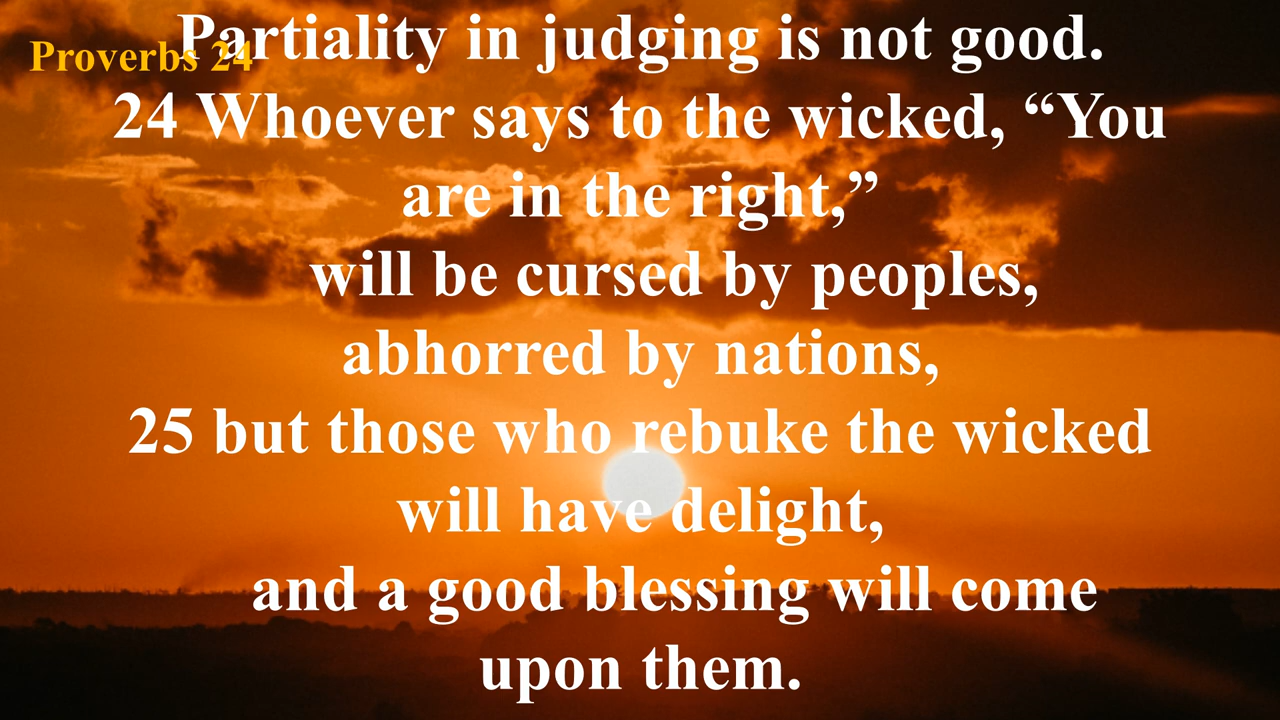 Proverbs 24
Partiality in judging is not good.
24 Whoever says to the wicked, “You
are in the right,”
will be cursed by peoples,
abhorred by nations,
25 but those who rebuke the wicked
will have delight,
and a good blessing will come
upon them.